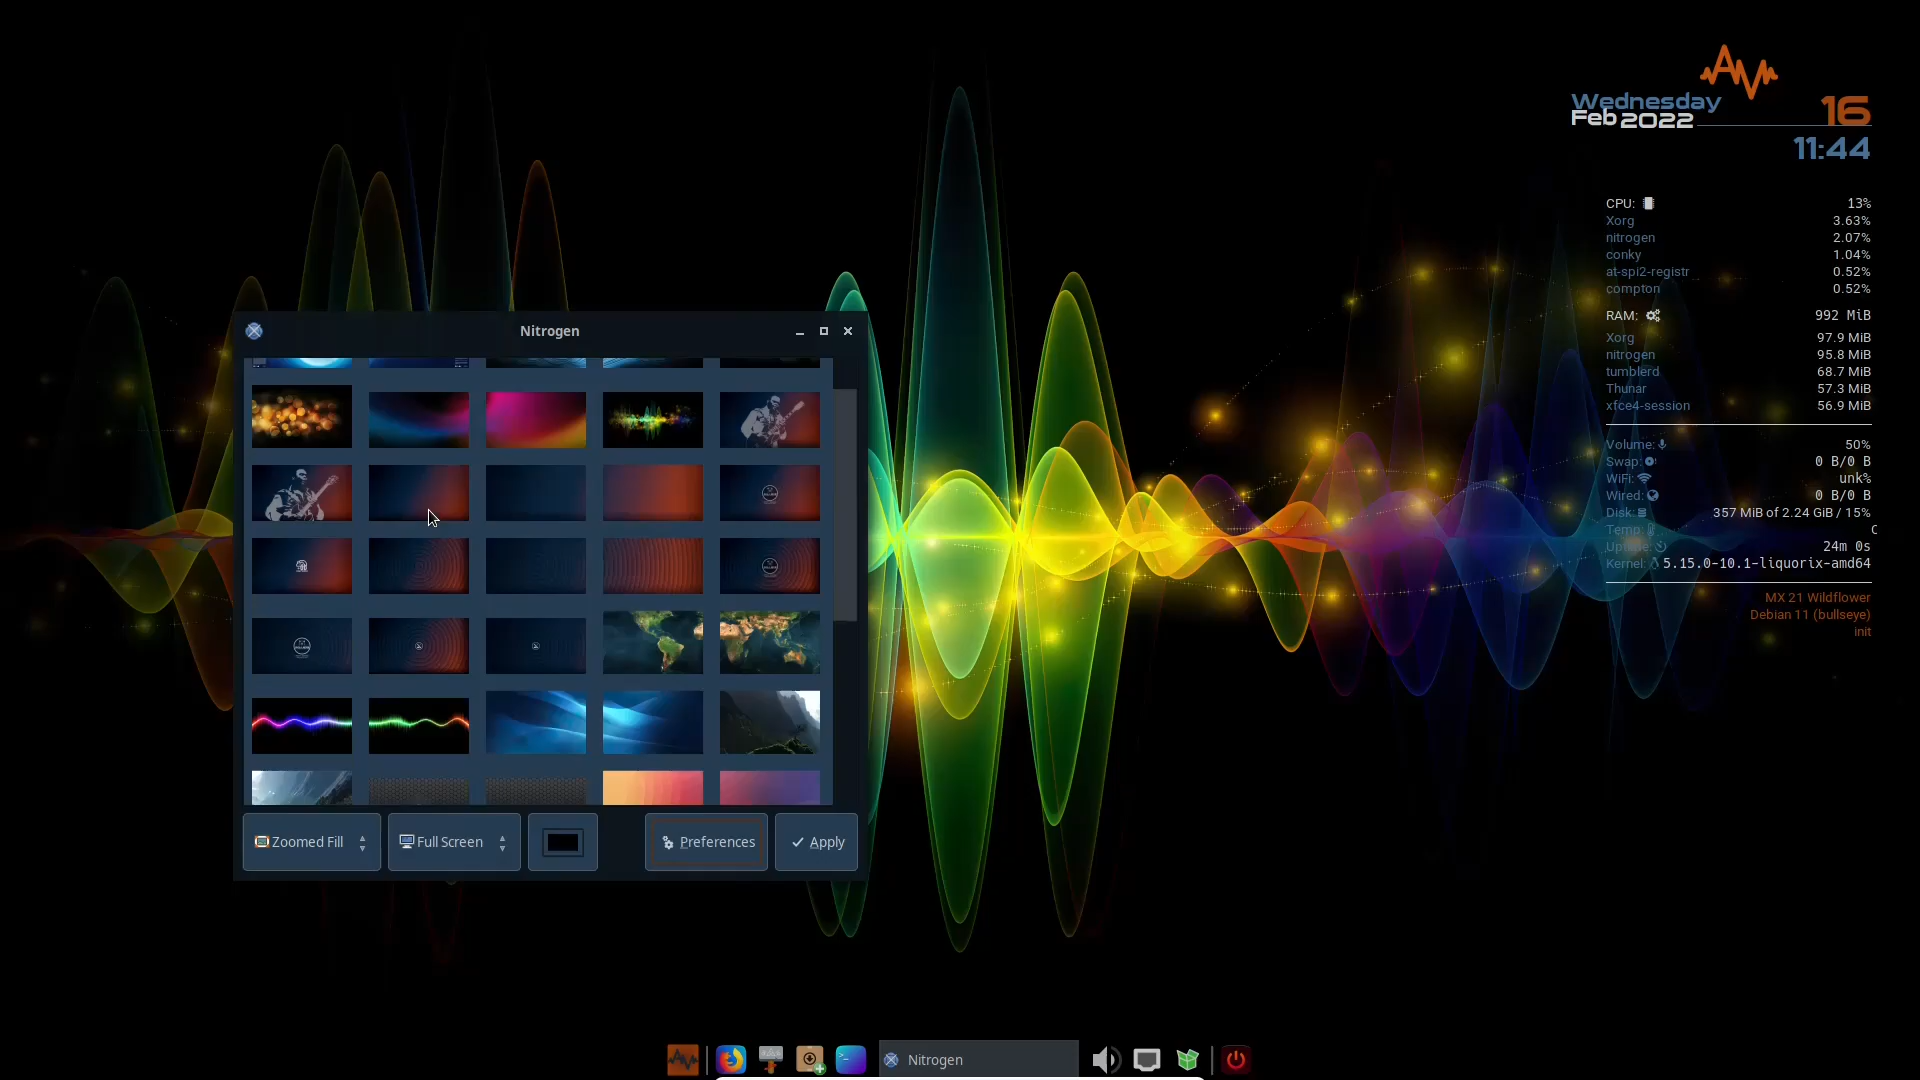 Wednesday
Feb 2022 16
11:44
CPU: 13%
Xorg 3.63%
nitrogen 2.07%
conky 1.04%
at-spi2-registr 0.52%
compton 0.52%
RAM: 992 MiB
Xorg 97.9 MiB
nitrogen 95.8 MiB
tumblerd 68.7 MiB
Thunar 57.3 MiB
xfce4-session 56.9 MiB
Volume: 50%
Swap: 0 B/0 B
WiFi: unk%
Wired: 0 B/0 B
Disk: 357 MiB of 2.24 GiB / 15%
Temp: C
Uptime: 24m 0s
Kernel: 5.15.0-10.1-liquorix-amd64
MX 21 Wildflower
Debian 11 (bullseye)
init
Nitrogen
Zoomed Fill
Full Screen
Preferences
Apply
Nitrogen